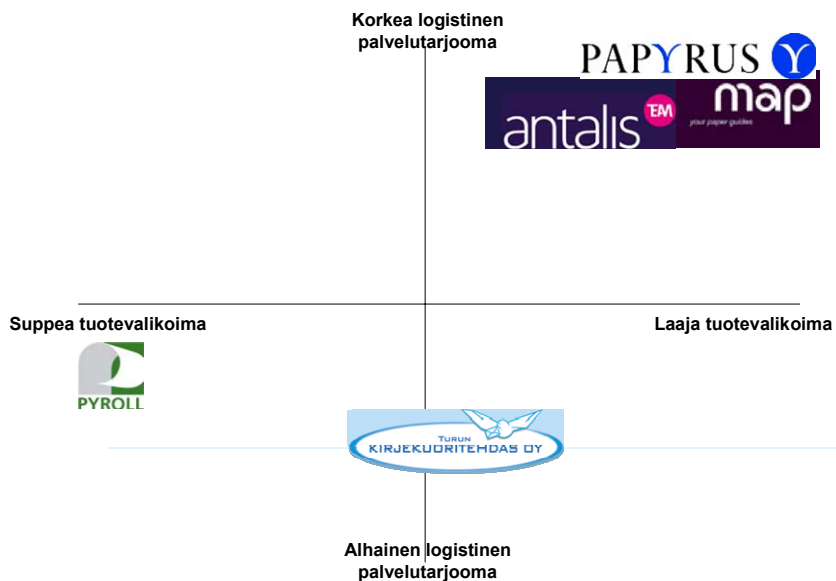 Korkea logistinen
palvelutarjooma
PAPYRUS
antalis TM
map
your paper guides
Suppea tuotevalikoima
Laaja tuotevalikoima
PYROLL
TURUN
KIRJEKUORITEHDAS OY
Alhainen logistinen
palvelutarjooma